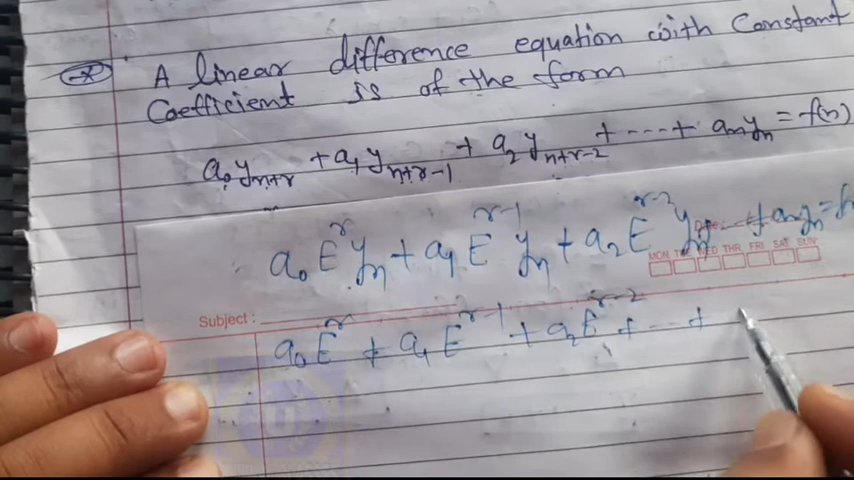 A linear difference equation with Constant
Coefficient is of the form
a₀yₙ₊ᵣ + a₁yₙ₊ᵣ₋₁ + a₂yₙ₊ᵣ₋₂ + ---- + aₙyₙ = f(n)
a₀Eʳyₙ + a₁Eʳ⁻¹yₙ + a₂Eʳ⁻²yₙ + aₙyₙ = f
MON TUE WED THR FRI SAT SUN
Subject :
a₀Eʳ + a₁Eʳ⁻¹ + a₂Eʳ⁻² + --- +